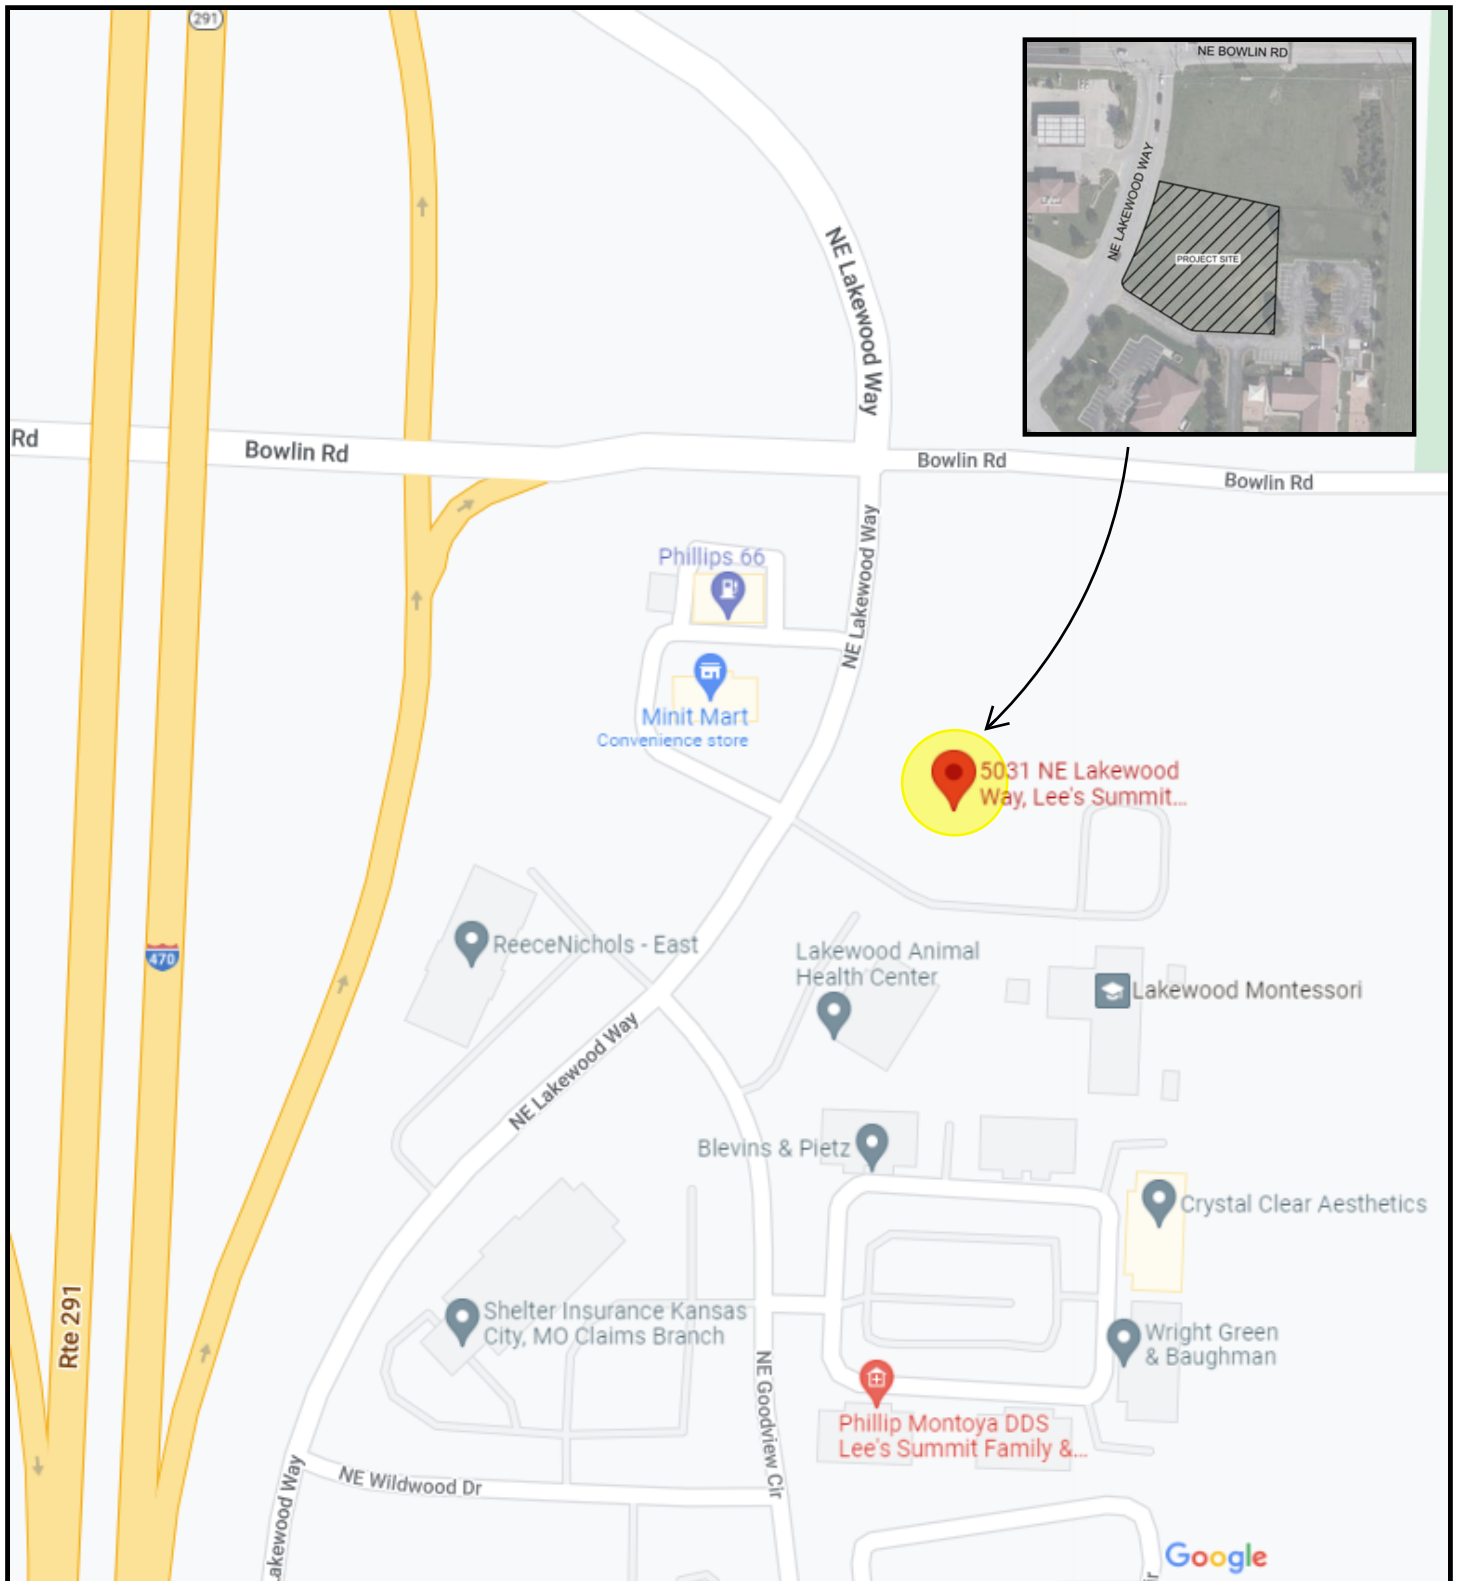 291
NE BOWLIN RD
NE LAKEWOOD WAY
PROJECT SITE
NE Lakewood Way
Rd
Bowlin Rd
Bowlin Rd
Bowlin Rd
NE Lakewood Way
Phillips 66
Minit Mart
Convenience store
5031 NE Lakewood
Way, Lee's Summit...
470
ReeceNichols - East
Lakewood Animal
Health Center
Lakewood Montessori
NE Lakewood Way
Blevins & Pietz
Crystal Clear Aesthetics
Rte 291
Shelter Insurance Kansas
City, MO Claims Branch
Wright Green
& Baughman
NE Goodview Cir
Phillip Montoya DDS
Lee's Summit Family &...
NE Wildwood Dr
akewood Way
Google
ir